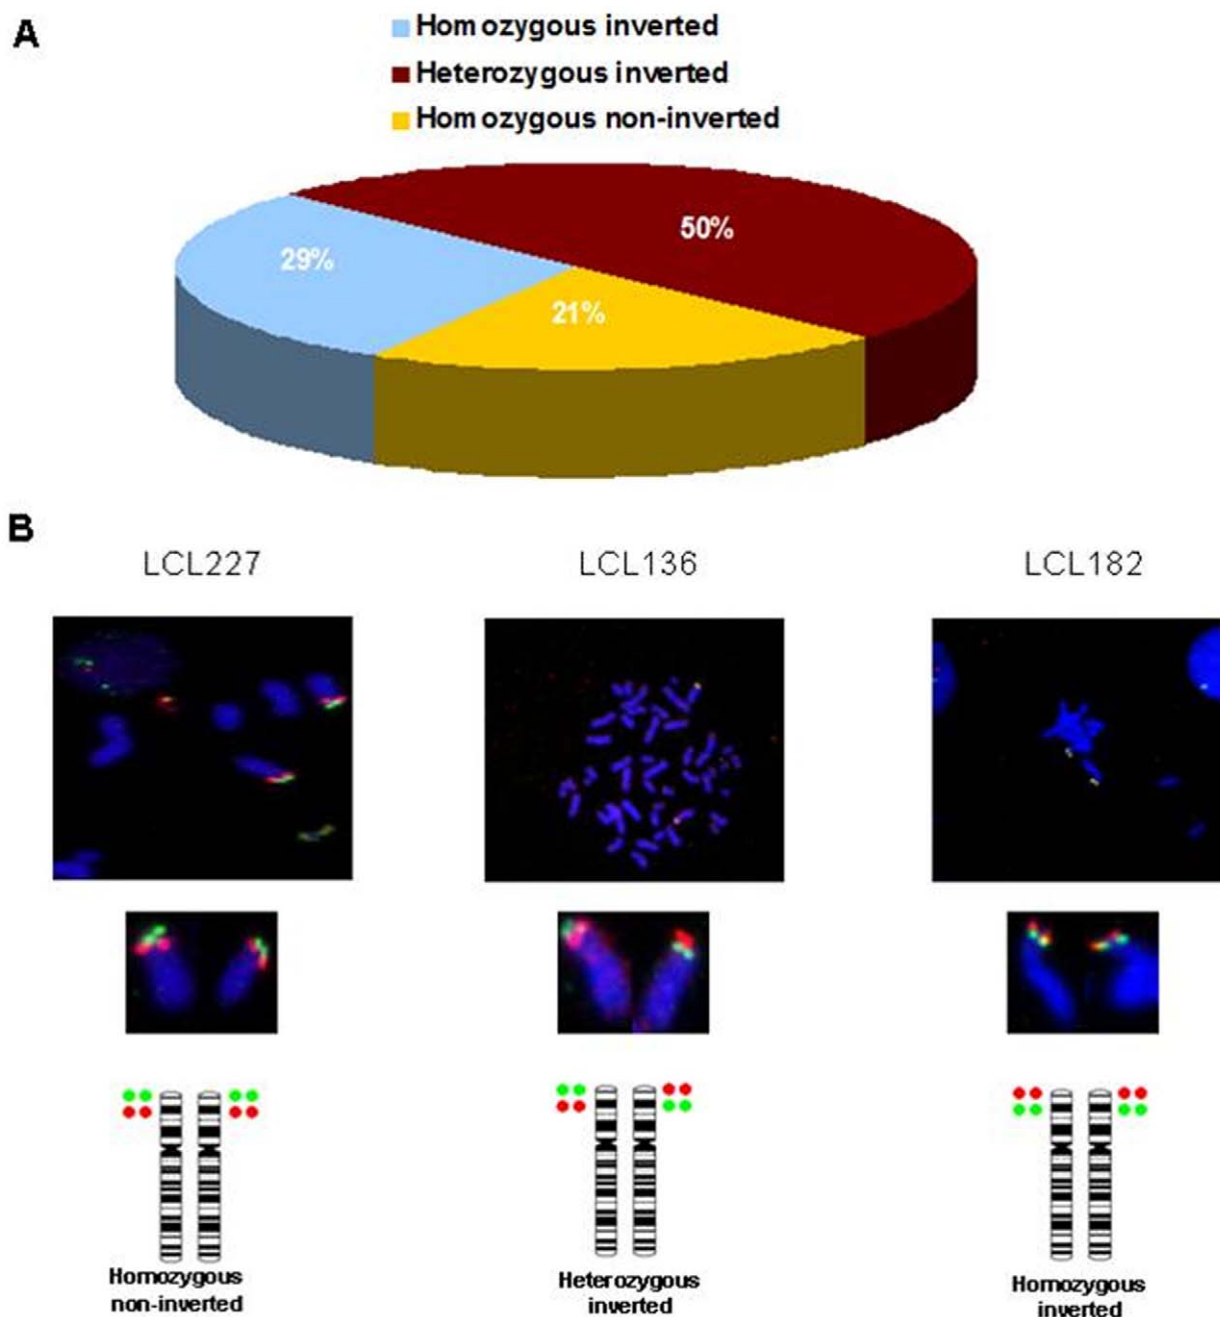 A
Homozygous inverted
Heterozygous inverted
Homozygous non-inverted
50%
29%
21%
B
LCL227
LCL136
LCL182
Homozygous
non-inverted
Heterozygous
inverted
Homozygous
inverted